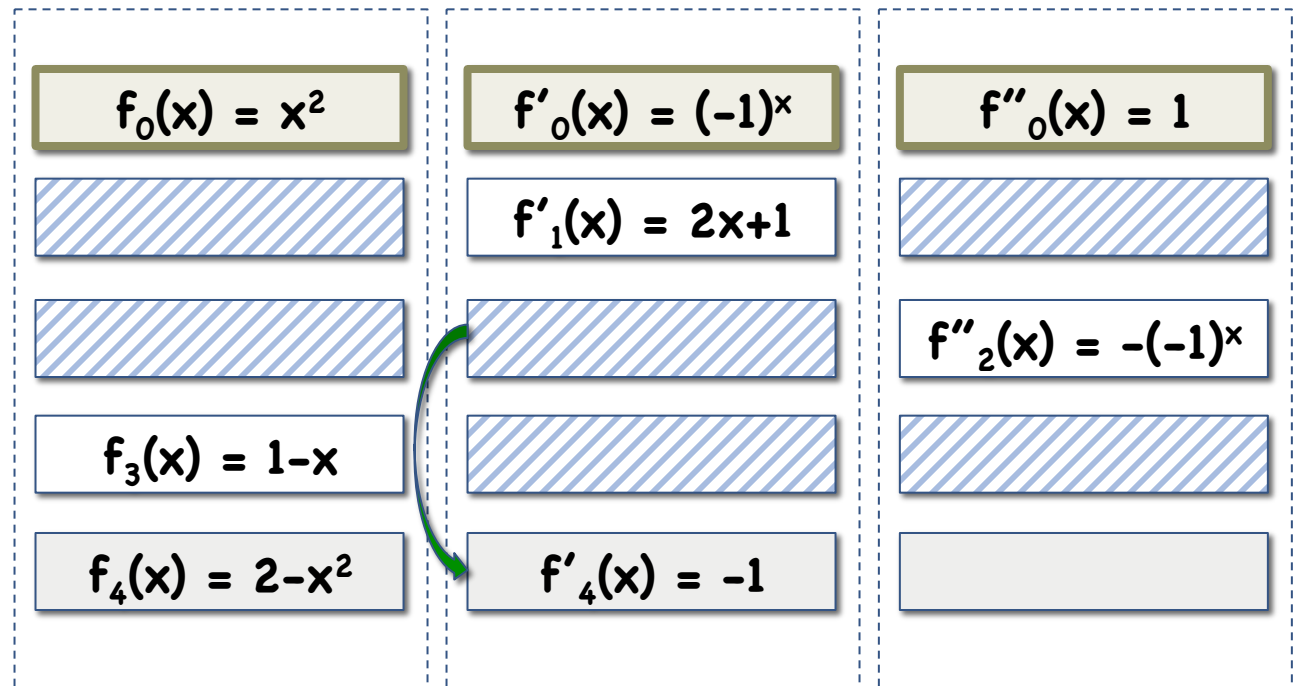 f₀(x) = x²
f′₀(x) = (-1)ˣ
f″₀(x) = 1
f′₁(x) = 2x+1
f″₂(x) = -(-1)ˣ
f₃(x) = 1-x
f₄(x) = 2-x²
f′₄(x) = -1